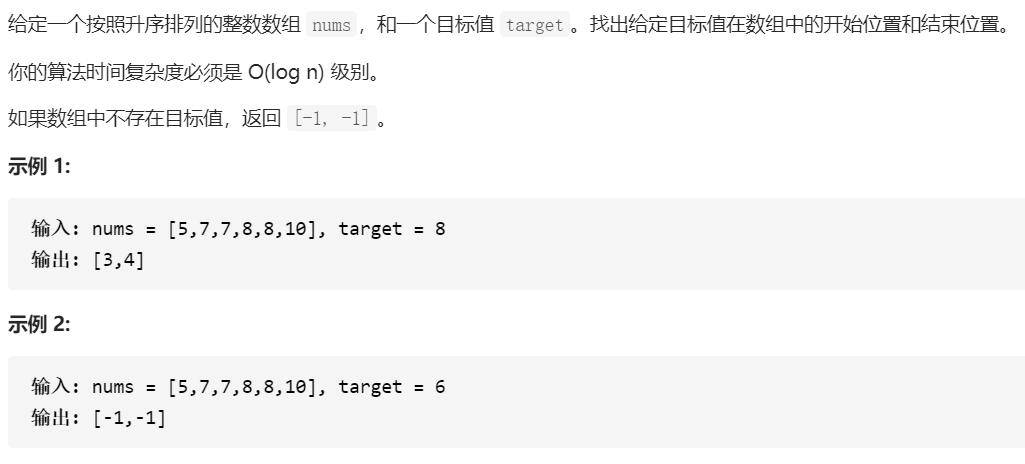 给定一个按照升序排列的整数数组 nums，和一个目标值 target。找出给定目标值在数组中的开始位置和结束位置。
你的算法时间复杂度必须是 O(log n) 级别。
如果数组中不存在目标值，返回 [-1, -1]。
示例 1:
输入: nums = [5,7,7,8,8,10], target = 8
输出: [3,4]
示例 2:
输入: nums = [5,7,7,8,8,10], target = 6
输出: [-1,-1]